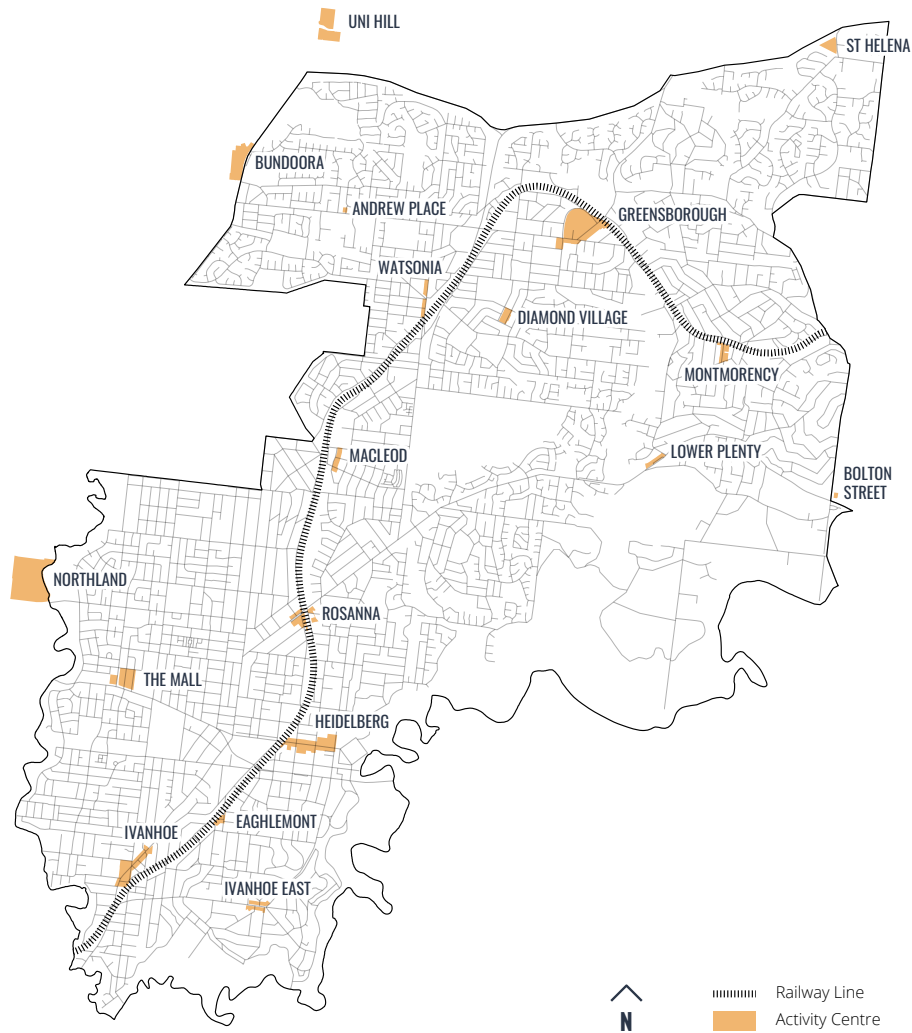 UNI HILL
ST HELENA
BUNDOORA
ANDREW PLACE
GREENSBOROUGH
WATSONIA
DIAMOND VILLAGE
MONTMORENCY
MACLEOD
LOWER PLENTY
BOLTON
STREET
NORTHLAND
ROSANNA
THE MALL
HEIDELBERG
EAGHLEMONT
IVANHOE
IVANHOE EAST
N
Railway Line
Activity Centre